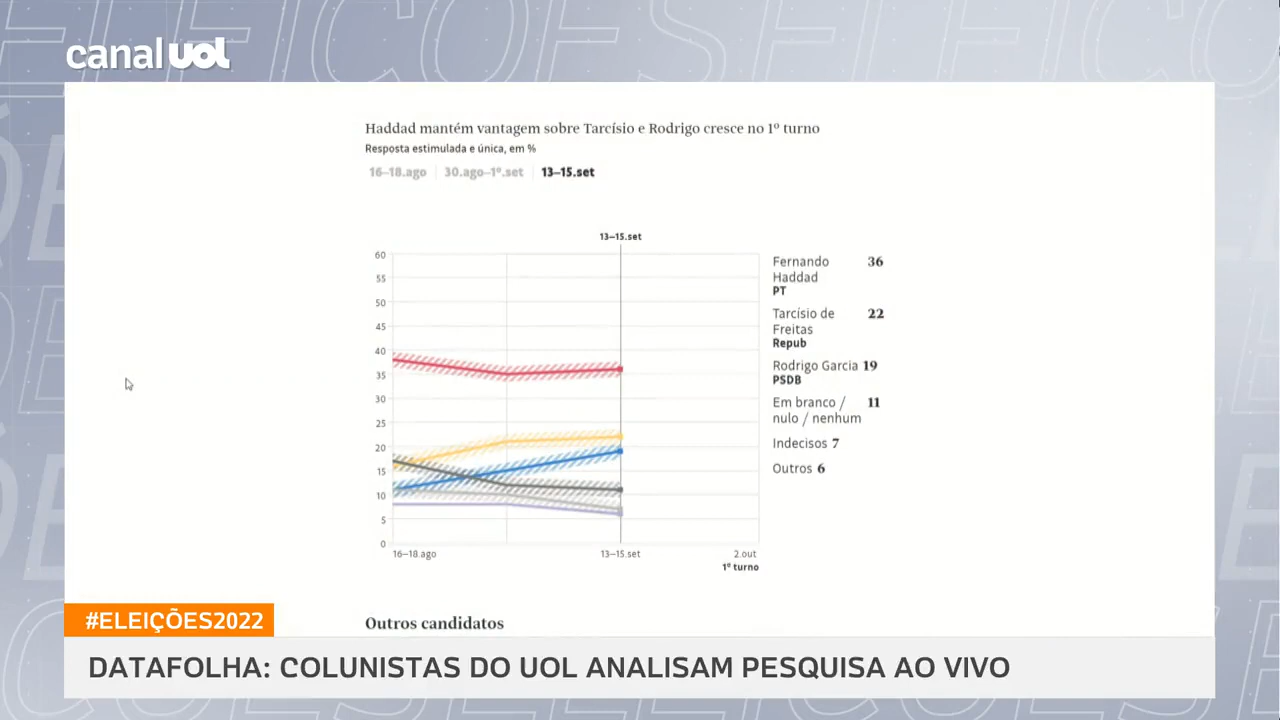 canal uol
Haddad mantém vantagem sobre Tarcísio e Rodrigo cresce no 1º turno
Resposta estimulada e única, em %
16–18.ago 30.ago–1º.set 13–15.set
13–15.set
60
55
50
45
40
35
30
25
20
15
10
5
0
16–18.ago 13–15.set 2.out
1º turno
Fernando 36
Haddad
PT
Tarcísio de 22
Freitas
Repub
Rodrigo Garcia 19
PSDB
Em branco / 11
nulo / nenhum
Indecisos 7
Outros 6
Outros candidatos
#ELEIÇÕES2022
DATAFOLHA: COLUNISTAS DO UOL ANALISAM PESQUISA AO VIVO